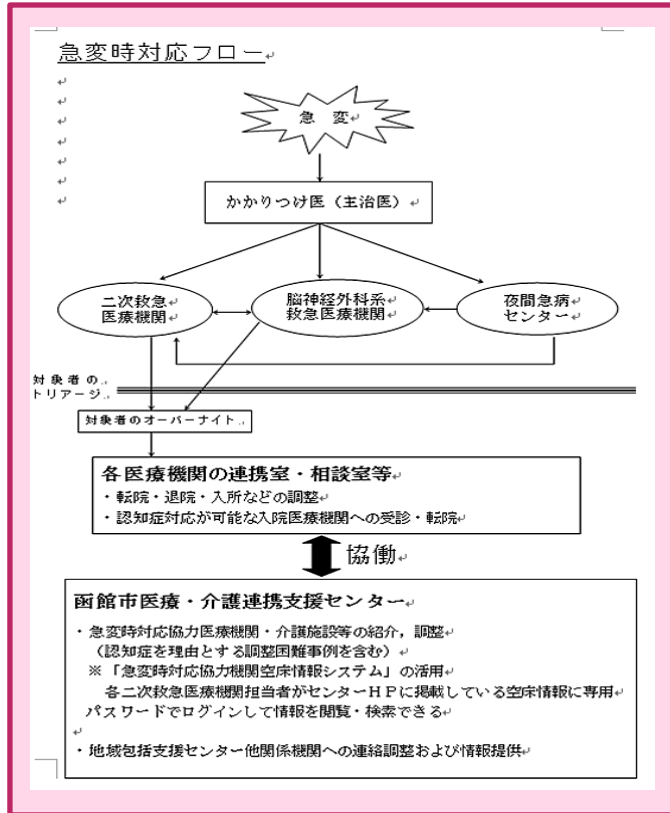 急変時対応フロー
急 変
かかりつけ医（主治医）
二次救急
医療機関
脳神経外科系
救急医療機関
夜間急病
センター
対象者の
トリアージ
対象者のオーバーナイト
各医療機関の連携室・相談室等
・転院・退院・入所などの調整
・認知症対応が可能な入院医療機関への受診・転院
協働
函館市医療・介護連携支援センター
・急変時対応協力医療機関・介護施設等の紹介，調整
（認知症を理由とする調整困難事例を含む）
※「急変時対応協力機関空床情報システム」の活用
各二次救急医療機関担当者がセンターＨＰに掲載している空床情報に専用
パスワードでログインして情報を閲覧・検索できる
・地域包括支援センター他関係機関への連絡調整および情報提供